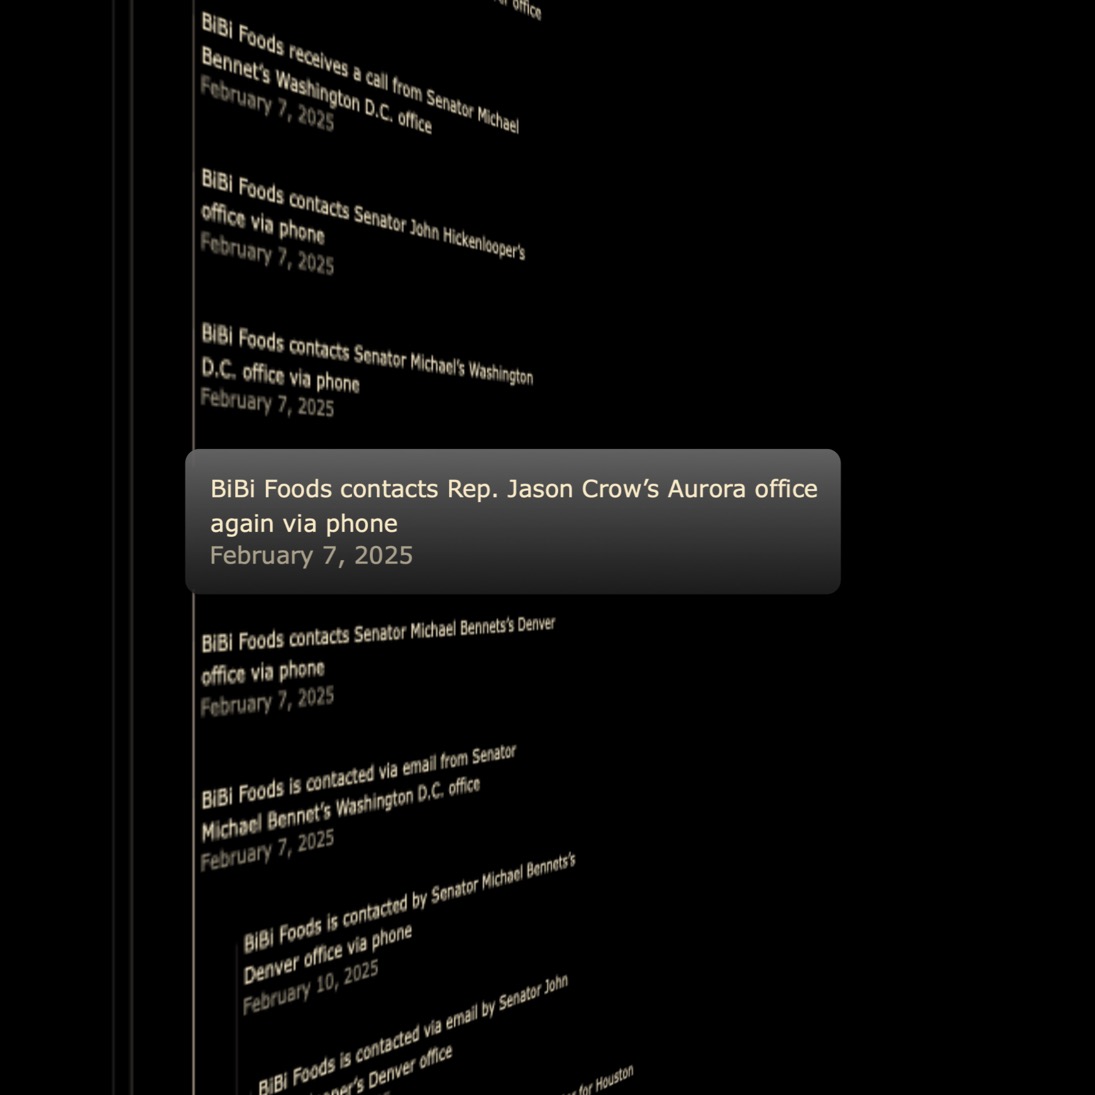 office
BiBi Foods receives a call from Senator Michael
Bennet’s Washington D.C. office
February 7, 2025
BiBi Foods contacts Senator John Hickenlooper’s
office via phone
February 7, 2025
BiBi Foods contacts Senator Michael’s Washington
D.C. office via phone
February 7, 2025
BiBi Foods contacts Rep. Jason Crow’s Aurora office
again via phone
February 7, 2025
BiBi Foods contacts Senator Michael Bennets’s Denver
office via phone
February 7, 2025
BiBi Foods is contacted via email from Senator
Michael Bennet’s Washington D.C. office
February 7, 2025
BiBi Foods is contacted by Senator Michael Bennets’s
Denver office via phone
February 10, 2025
BiBi Foods is contacted via email by Senator John
Denver office
for Houston